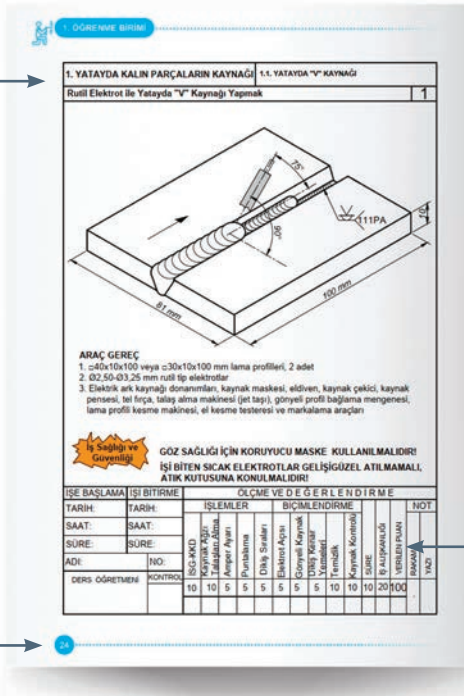 1. ÖĞRENME BİRİMİ
1. YATAYDA KALIN PARÇALARIN KAYNAĞI
1.1. YATAYDA "V" KAYNAĞI
Rutil Elektrot ile Yatayda "V" Kaynağı Yapmak
1
75°
90°
111PA
10
81 mm
100 mm
ARAÇ GEREÇ
1. □40x10x100 veya □30x10x100 mm lama profilleri, 2 adet
2. Ø2,50-Ø3,25 mm rutil tip elektrotlar
3. Elektrik ark kaynağı donanımları, kaynak maskesi, eldiven, kaynak çekici, kaynak
pensesi, tel fırça, talaş alma makinesi (jet taşı), gönyeli profil bağlama mengenesi,
lama profili kesme makinesi, el kesme testeresi ve markalama araçları
İş Sağlığı ve
Güvenliği
GÖZ SAĞLIĞI İÇİN KORUYUCU MASKE KULLANILMALIDIR!
İŞİ BİTEN SICAK ELEKTROTLAR GELİŞİGÜZEL ATILMAMALI,
ATIK KUTUSUNA KONULMALIDIR!
İŞE BAŞLAMA
İŞİ BİTİRME
ÖLÇME VE DEĞERLENDİRME
TARİH:
TARİH:
İŞLEMLER
BİÇİMLENDİRME
NOT
SAAT:
SAAT:
SÜRE:
SÜRE:
ADI:
NO:
DERS ÖĞRETMENİ
KONTROL
İSG-KKD
Kaynak Ağzı
Talaşları Alma
Amper Ayarı
Puntalama
Dikiş Sıraları
Elektrot Açısı
Gönyeli Kaynak
Dikiş Kenar
Yemeleri
Temizlik
Kaynak Kontrolü
SÜRE
İŞ ALIŞKANLIĞI
VERİLEN PUAN
RAKAM
YAZI
10 10 5 5 5 5 5 5 10 10 10 20 100
24